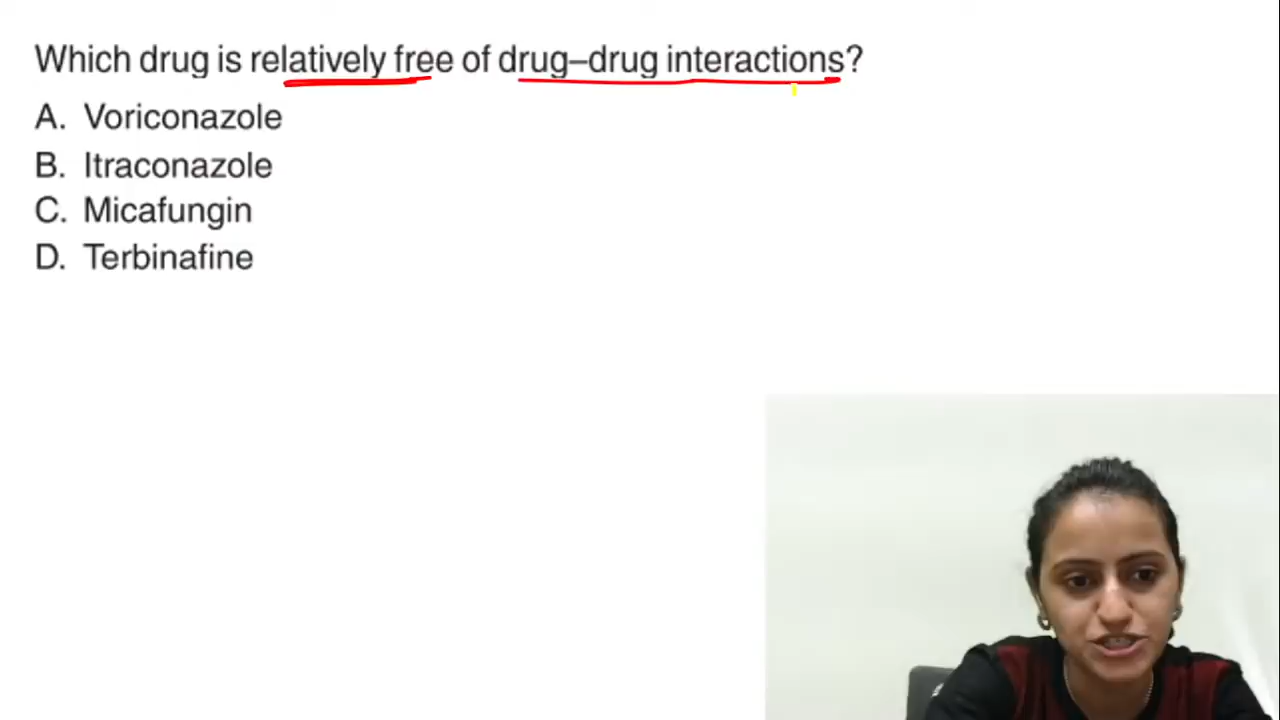 Which drug is relatively free of drug–drug interactions?
A. Voriconazole
B. Itraconazole
C. Micafungin
D. Terbinafine